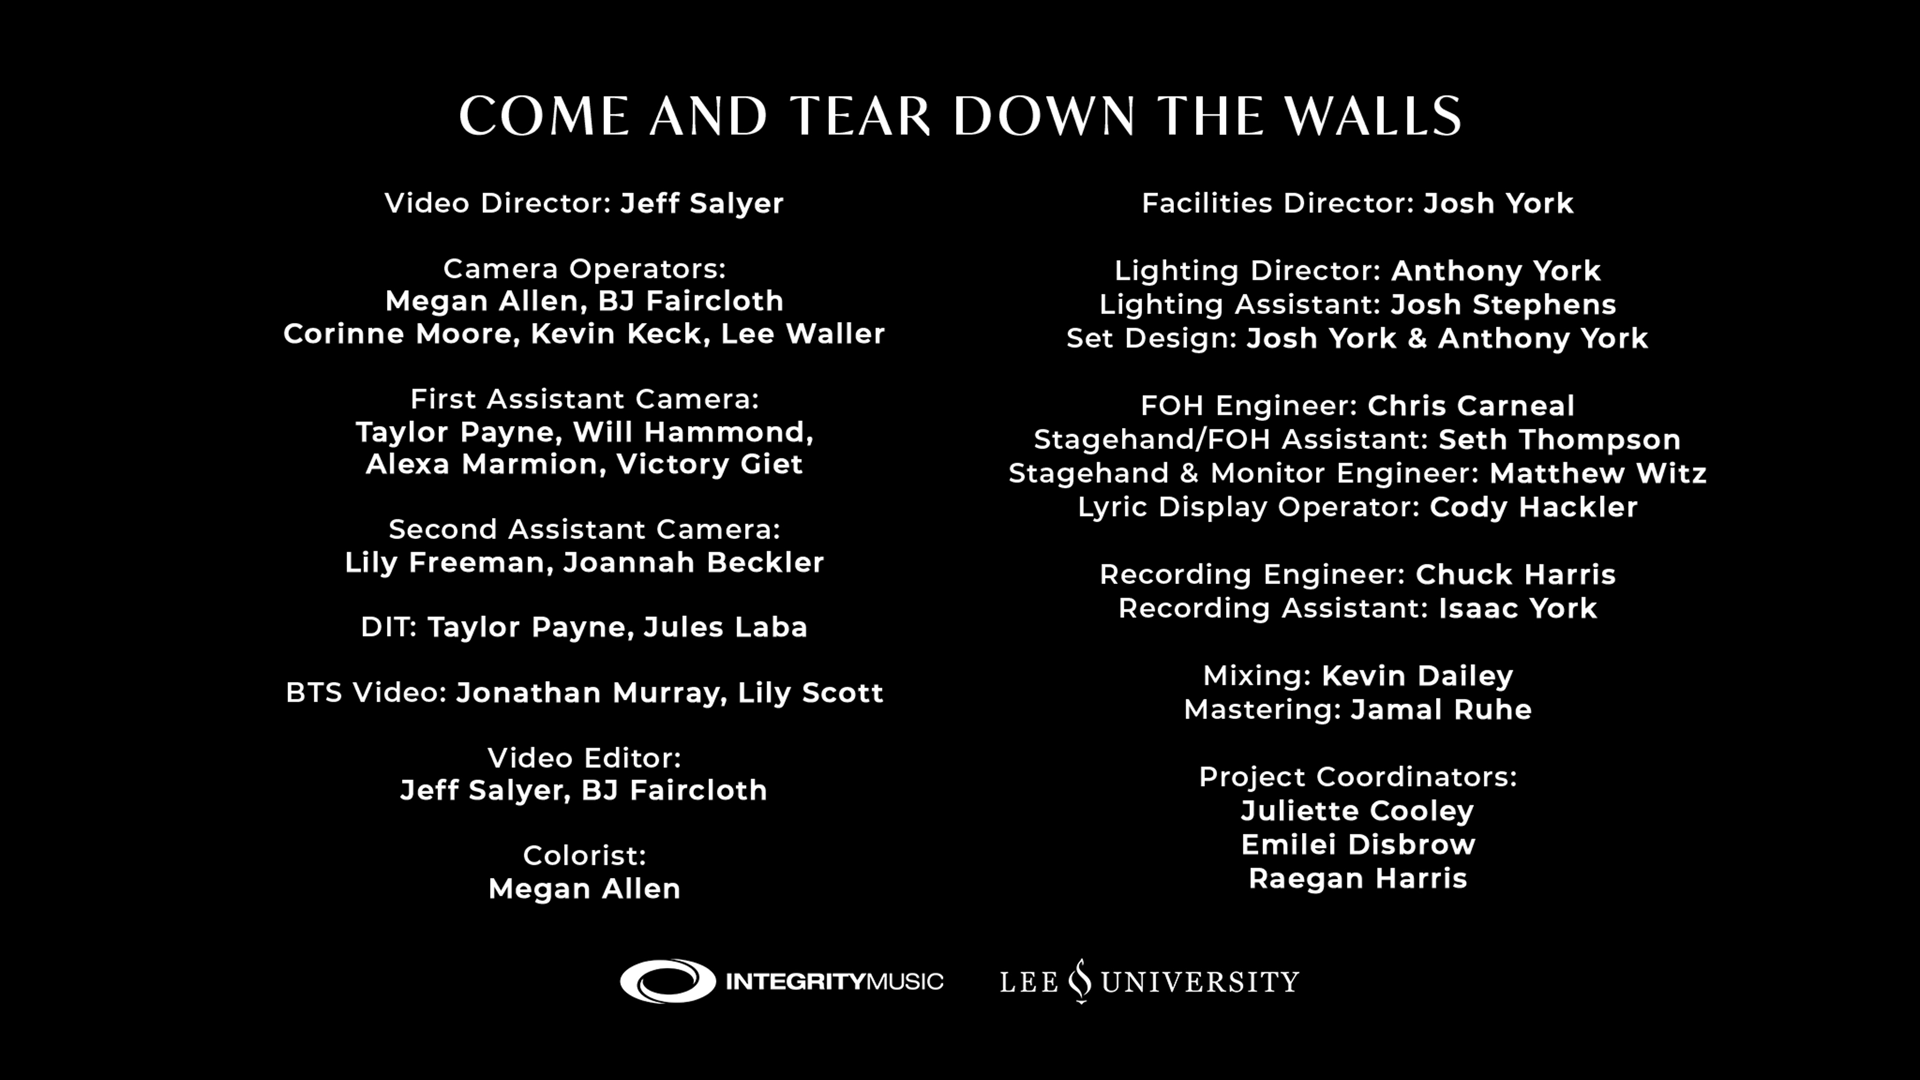 COME AND TEAR DOWN THE WALLS
Video Director: Jeff Salyer
Camera Operators:
Megan Allen, BJ Faircloth
Corinne Moore, Kevin Keck, Lee Waller
First Assistant Camera:
Taylor Payne, Will Hammond,
Alexa Marmion, Victory Giet
Second Assistant Camera:
Lily Freeman, Joannah Beckler
DIT: Taylor Payne, Jules Laba
BTS Video: Jonathan Murray, Lily Scott
Video Editor:
Jeff Salyer, BJ Faircloth
Colorist:
Megan Allen
Facilities Director: Josh York
Lighting Director: Anthony York
Lighting Assistant: Josh Stephens
Set Design: Josh York & Anthony York
FOH Engineer: Chris Carneal
Stagehand/FOH Assistant: Seth Thompson
Stagehand & Monitor Engineer: Matthew Witz
Lyric Display Operator: Cody Hackler
Recording Engineer: Chuck Harris
Recording Assistant: Isaac York
Mixing: Kevin Dailey
Mastering: Jamal Ruhe
Project Coordinators:
Juliette Cooley
Emilei Disbrow
Raegan Harris
INTEGRITYMUSIC
LEE UNIVERSITY